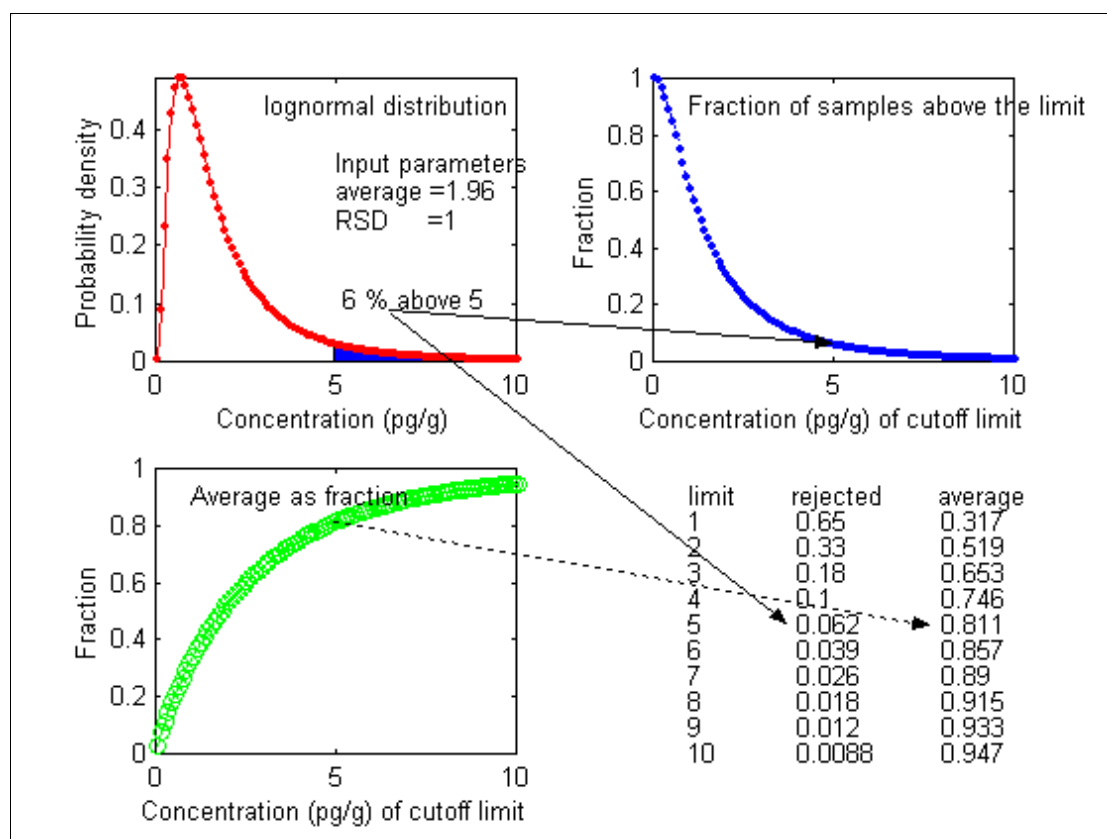 lognormal distribution
Input parameters
average =1.96
RSD =1
6 % above 5
Probability density
0.4
0.3
0.2
0.1
0
0 5 10
Concentration (pg/g)
Fraction of samples above the limit
Fraction
1
0.8
0.6
0.4
0.2
0
0 5 10
Concentration (pg/g) of cutoff limit
Average as fraction
Fraction
1
0.8
0.6
0.4
0.2
0
0 5 10
Concentration (pg/g) of cutoff limit
limit rejected average
1 0.65 0.317
2 0.33 0.519
3 0.18 0.653
4 0.1 0.746
5 0.062 0.811
6 0.039 0.857
7 0.026 0.89
8 0.018 0.915
9 0.012 0.933
10 0.0088 0.947